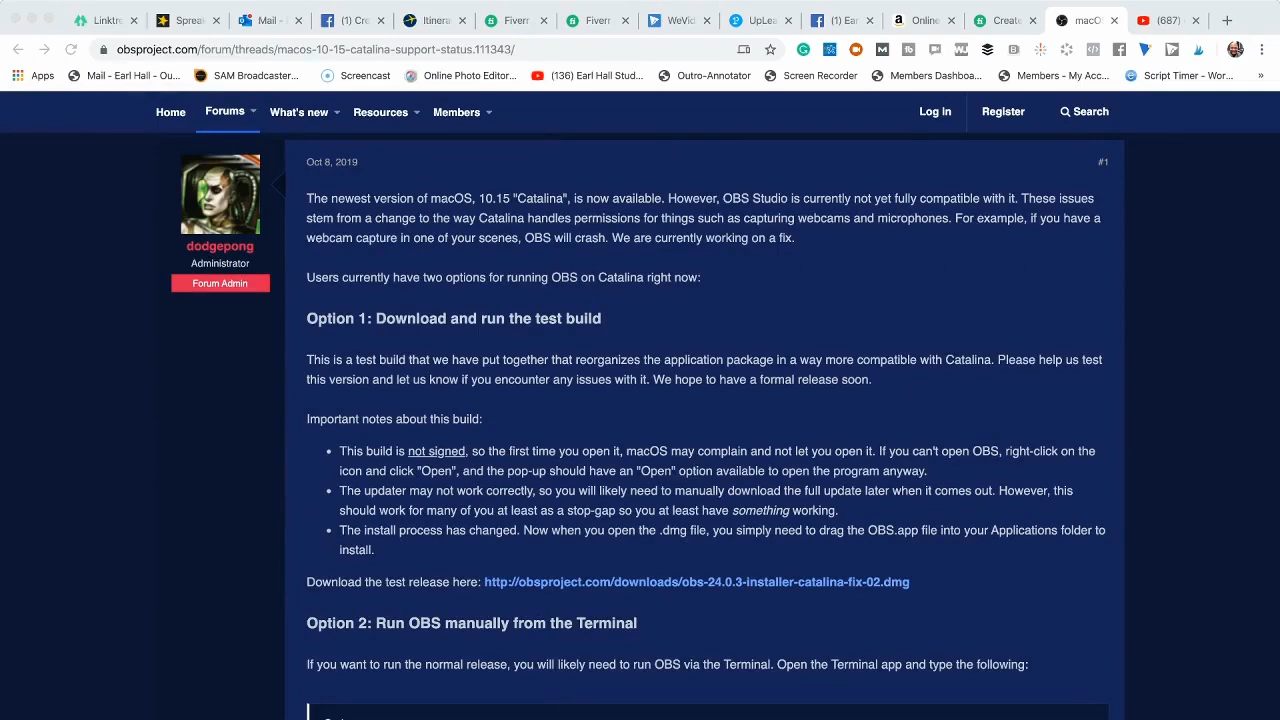 Linktre
Spreak
Mail -
(1) Cre
Itinera
Fiverr
Fiverr
WeVid
UpLea
(1) Earl
Online
Create
macO
(687)
obsproject.com/forum/threads/macos-10-15-catalina-support-status.111343/
Apps
Mail - Earl Hall - Ou...
SAM Broadcaster...
Screencast
Online Photo Editor...
(136) Earl Hall Stud...
Outro-Annotator
Screen Recorder
Members Dashboa...
Members - My Acc...
Script Timer - Wor...
»
Home
Forums
What's new
Resources
Members
Log In
Register
Search
Oct 8, 2019
#1
dodgepong
Administrator
Forum Admin
The newest version of macOS, 10.15 "Catalina", is now available. However, OBS Studio is currently not yet fully compatible with it. These issues
stem from a change to the way Catalina handles permissions for things such as capturing webcams and microphones. For example, if you have a
webcam capture in one of your scenes, OBS will crash. We are currently working on a fix.
Users currently have two options for running OBS on Catalina right now:
Option 1: Download and run the test build
This is a test build that we have put together that reorganizes the application package in a way more compatible with Catalina. Please help us test
this version and let us know if you encounter any issues with it. We hope to have a formal release soon.
Important notes about this build:
• This build is not signed, so the first time you open it, macOS may complain and not let you open it. If you can't open OBS, right-click on the
icon and click "Open", and the pop-up should have an "Open" option available to open the program anyway.
• The updater may not work correctly, so you will likely need to manually download the full update later when it comes out. However, this
should work for many of you at least as a stop-gap so you at least have something working.
• The install process has changed. Now when you open the .dmg file, you simply need to drag the OBS.app file into your Applications folder to
install.
Download the test release here: http://obsproject.com/downloads/obs-24.0.3-installer-catalina-fix-02.dmg
Option 2: Run OBS manually from the Terminal
If you want to run the normal release, you will likely need to run OBS via the Terminal. Open the Terminal app and type the following: